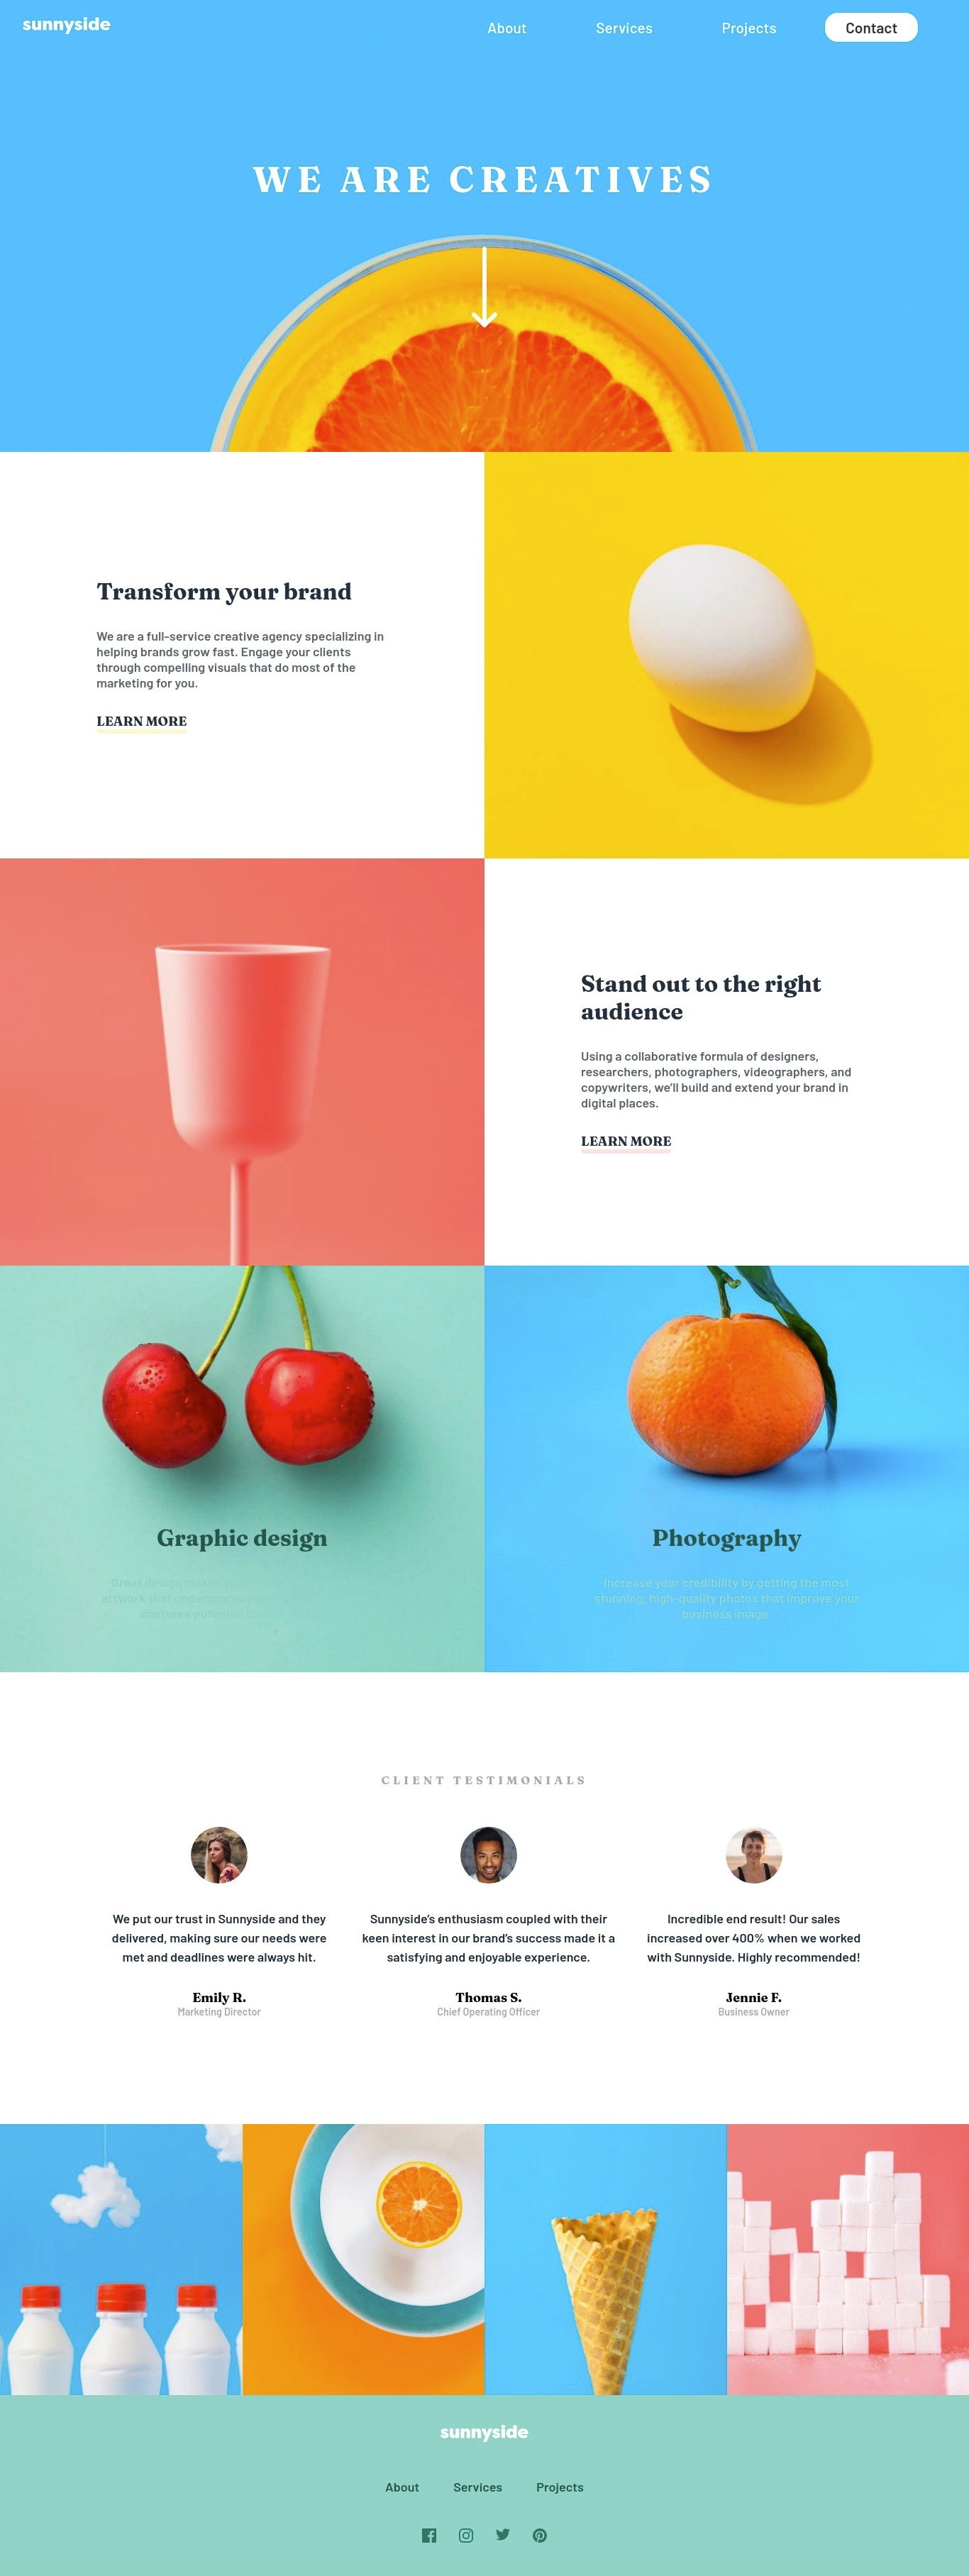 sunnyside
About Services Projects Contact
WE ARE CREATIVES
Transform your brand
We are a full-service creative agency specializing in
helping brands grow fast. Engage your clients
through compelling visuals that do most of the
marketing for you.
LEARN MORE
Stand out to the right
audience
Using a collaborative formula of designers,
researchers, photographers, videographers, and
copywriters, we’ll build and extend your brand in
digital places.
LEARN MORE
Graphic design
Great design makes you
artwork that underscores
captures potential clients
Photography
Increase your credibility by getting the most
stunning, high-quality photos that improve your
business image.
CLIENT TESTIMONIALS
We put our trust in Sunnyside and they
delivered, making sure our needs were
met and deadlines were always hit.
Emily R.
Marketing Director
Sunnyside’s enthusiasm coupled with their
keen interest in our brand’s success made it a
satisfying and enjoyable experience.
Thomas S.
Chief Operating Officer
Incredible end result! Our sales
increased over 400% when we worked
with Sunnyside. Highly recommended!
Jennie F.
Business Owner
sunnyside
About Services Projects